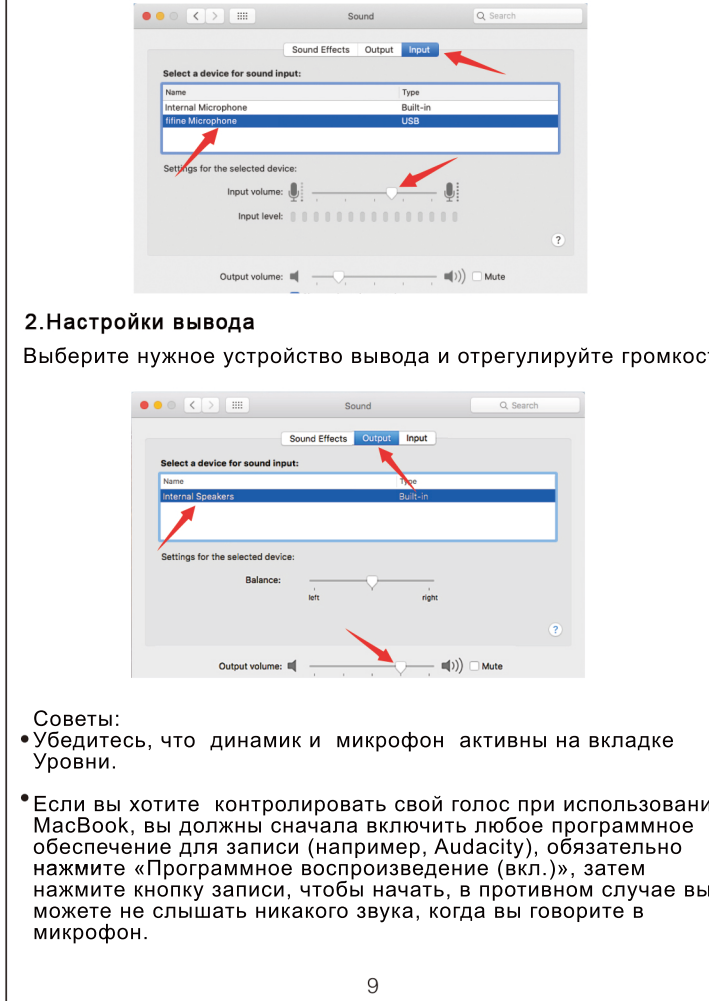 Sound
Search
Sound Effects Output Input
Select a device for sound input:
Name Type
Internal Microphone Built-in
fifine Microphone USB
Settings for the selected device:
Input volume:
Input level:
?
Output volume: Mute
2.Настройки вывода
Выберите нужное устройство вывода и отрегулируйте громкост
Sound
Search
Sound Effects Output Input
Select a device for sound input:
Name Type
Internal Speakers Built-in
Settings for the selected device:
Balance:
left right
?
Output volume: Mute
Советы:
•Убедитесь, что динамик и микрофон активны на вкладке
Уровни.
•Если вы хотите контролировать свой голос при использовани
MacBook, вы должны сначала включить любое программное
обеспечение для записи (например, Audacity), обязательно
нажмите «Программное воспроизведение (вкл.)», затем
нажмите кнопку записи, чтобы начать, в противном случае вы
можете не слышать никакого звука, когда вы говорите в
микрофон.
9